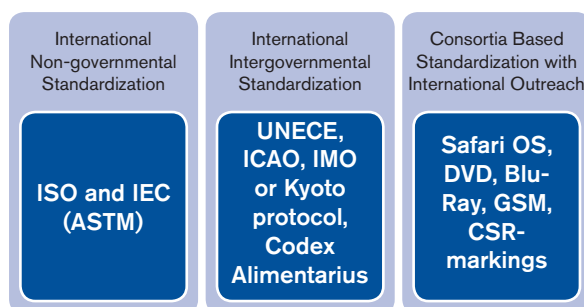 International
Non-governmental
Standardization
ISO and IEC
(ASTM)
International
Intergovernmental
Standardization
UNECE,
ICAO, IMO
or Kyoto
protocol,
Codex
Alimentarius
Consortia Based
Standardization with
International Outreach
Safari OS,
DVD, Blu-
Ray, GSM,
CSR-
markings